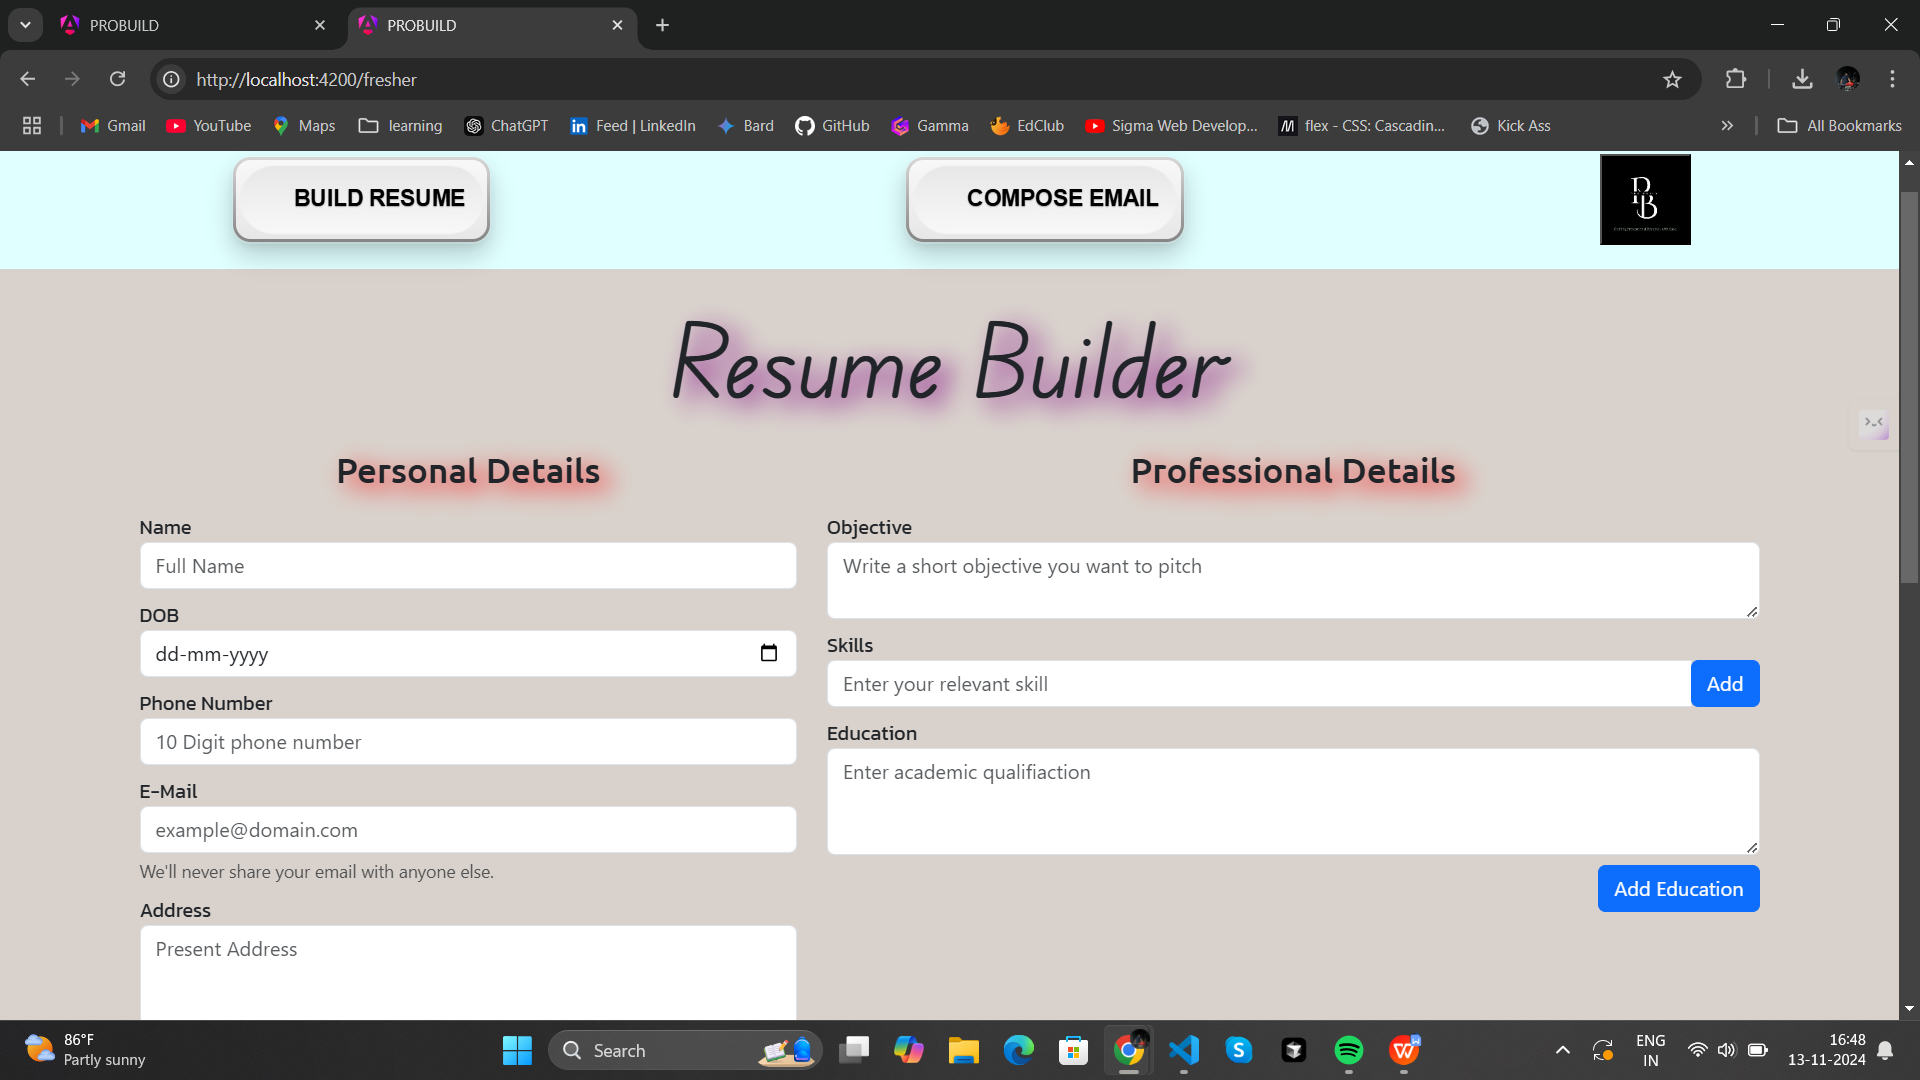 PROBUILD
PROBUILD
http://localhost:4200/fresher
Gmail
YouTube
Maps
learning
ChatGPT
Feed | LinkedIn
Bard
GitHub
Gamma
EdClub
Sigma Web Develop...
flex - CSS: Cascadin...
Kick Ass
All Bookmarks
BUILD RESUME
COMPOSE EMAIL
Resume Builder
Personal Details
Name
Full Name
DOB
dd-mm-yyyy
Phone Number
10 Digit phone number
E-Mail
example@domain.com
We'll never share your email with anyone else.
Address
Present Address
Professional Details
Objective
Write a short objective you want to pitch
Skills
Enter your relevant skill
Add
Education
Enter academic qualifiaction
Add Education
86°F
Partly sunny
Search
ENG
IN
16:48
13-11-2024